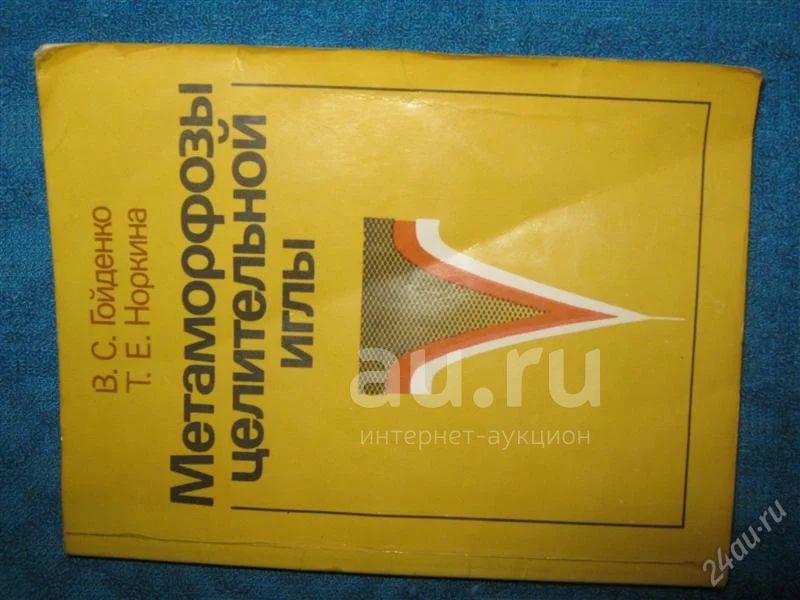 В. С. Гойденко
Т. Е. Норкина
Метаморфозы
целительной
иглы
au.ru
интернет-аукцион
24au.ru